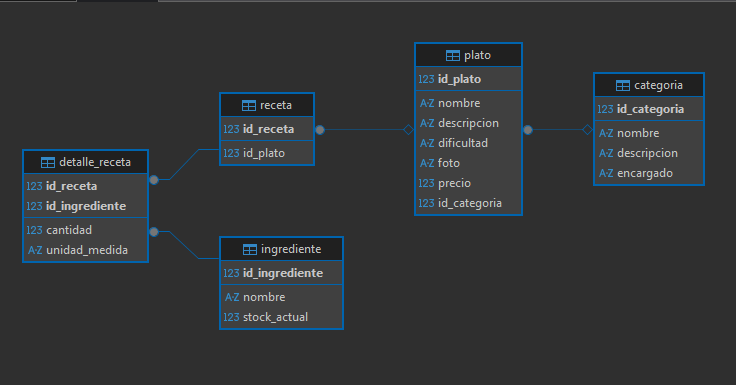 detalle_receta
123 id_receta
123 id_ingrediente
123 cantidad
A-Z unidad_medida
receta
123 id_receta
123 id_plato
ingrediente
123 id_ingrediente
A-Z nombre
123 stock_actual
plato
123 id_plato
A-Z nombre
A-Z descripcion
A-Z dificultad
A-Z foto
123 precio
123 id_categoria
categoria
123 id_categoria
A-Z nombre
A-Z descripcion
A-Z encargado